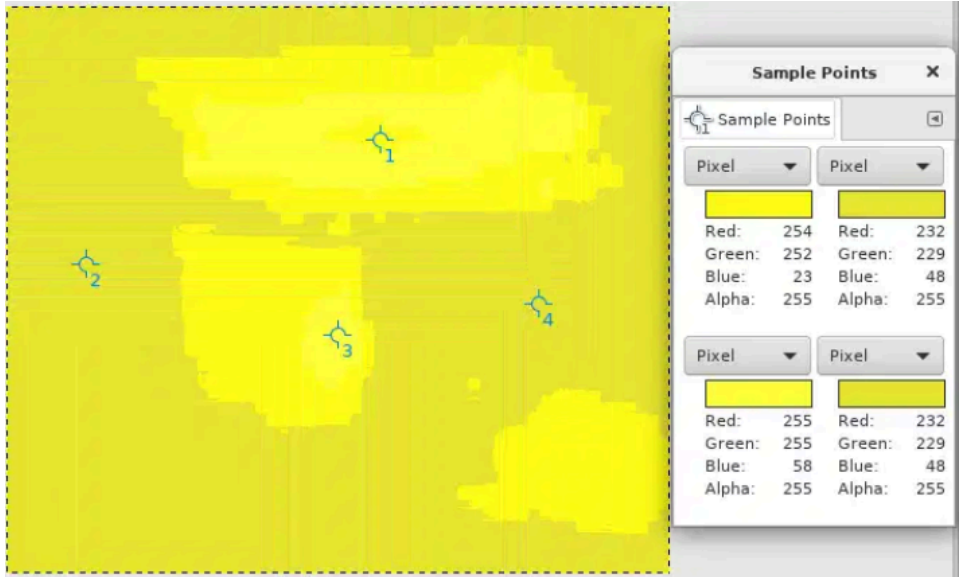 Sample Points
1 Sample Points
Pixel Pixel
Red: 254 Red: 232
Green: 252 Green: 229
Blue: 23 Blue: 48
Alpha: 255 Alpha: 255
Pixel Pixel
Red: 255 Red: 232
Green: 255 Green: 229
Blue: 58 Blue: 48
Alpha: 255 Alpha: 255
1
2
3
4